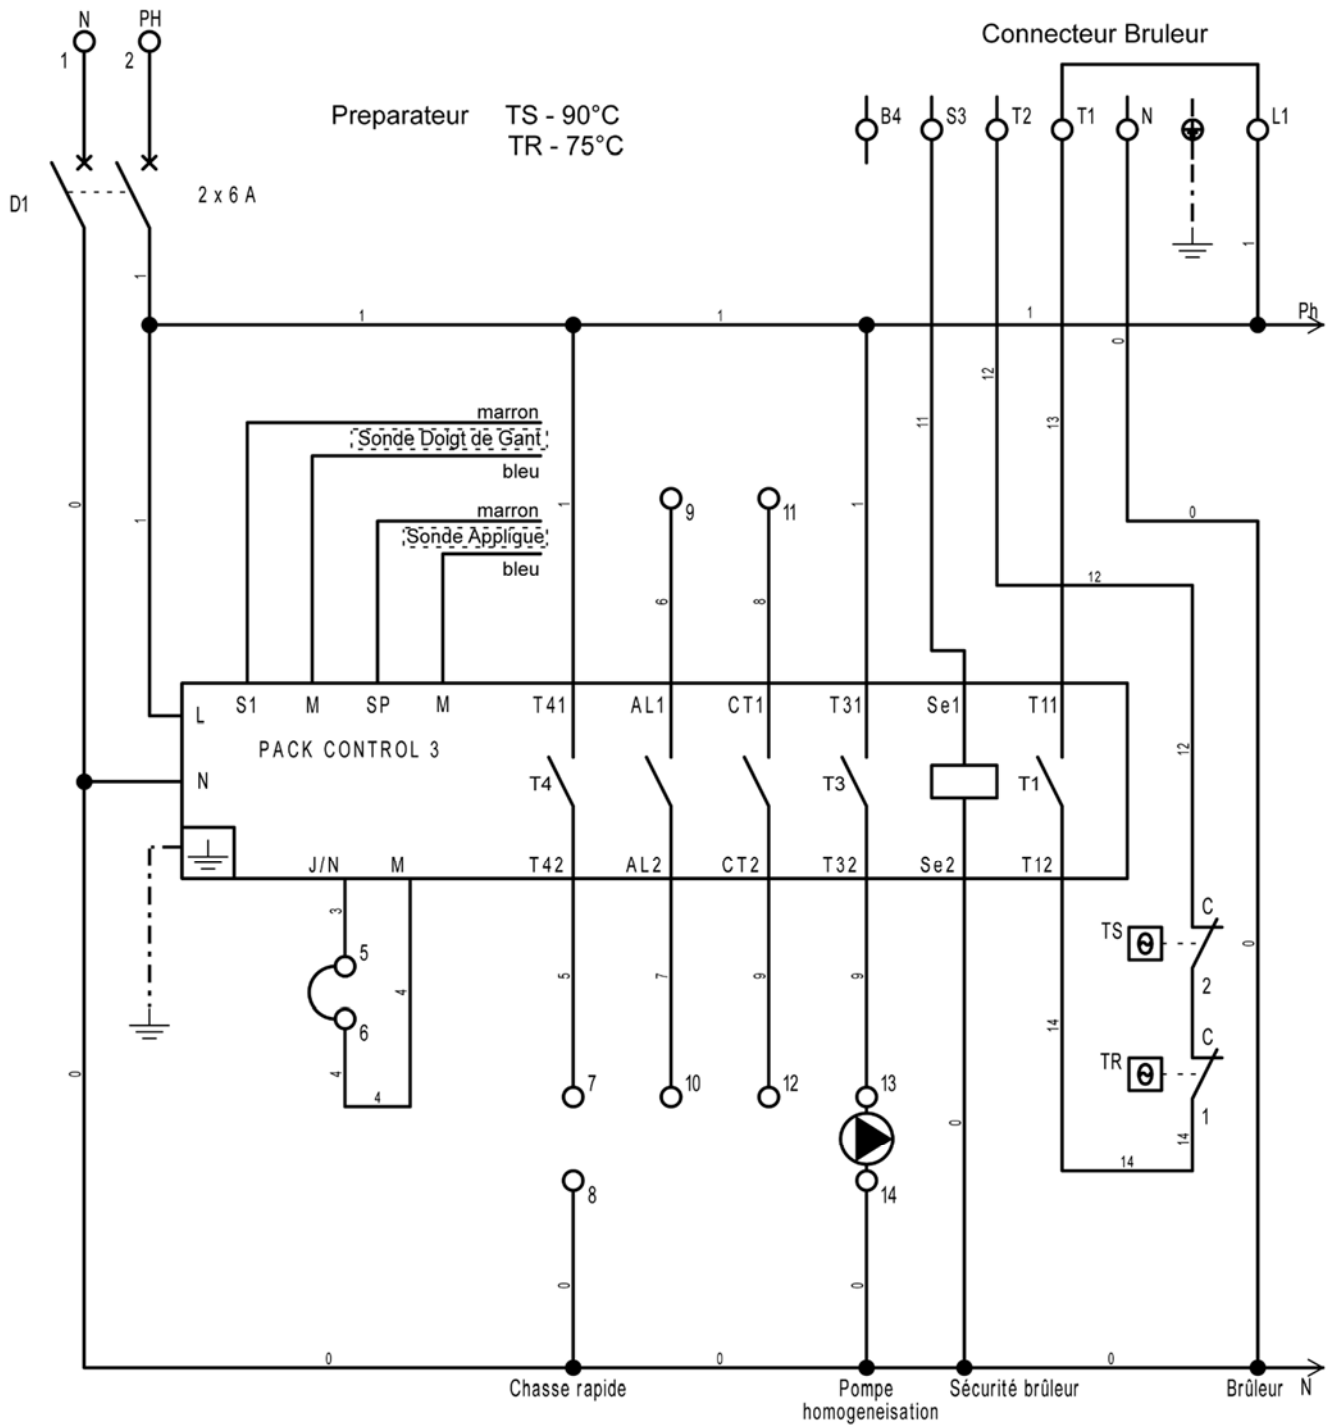 N PH
1 2
Connecteur Bruleur
Preparateur TS - 90°C
TR - 75°C
B4 S3 T2 T1 N L1
D1
2 x 6 A
1 1
1 1 1 Ph
0
12
11 13
marron
Sonde Doigt de Gant
bleu
0 1 1 1 0
9 11
marron
Sonde Applique
bleu
12
6 8
S1 M SP M T41 AL1 CT1 T31 Se1 T11
L
PACK CONTROL 3
12
N
T4 T3 T1
J/N M T42 AL2 CT2 T32 Se2 T12
3
C
TS θ
5
0
4 5 7 9 9
2
6
14
C
TR θ
0 4
4
7 10 12 13
1
0
14
14
8 14
0 0
0 0 0
Chasse rapide Pompe Sécurité brûleur Brûleur N
homogeneisation